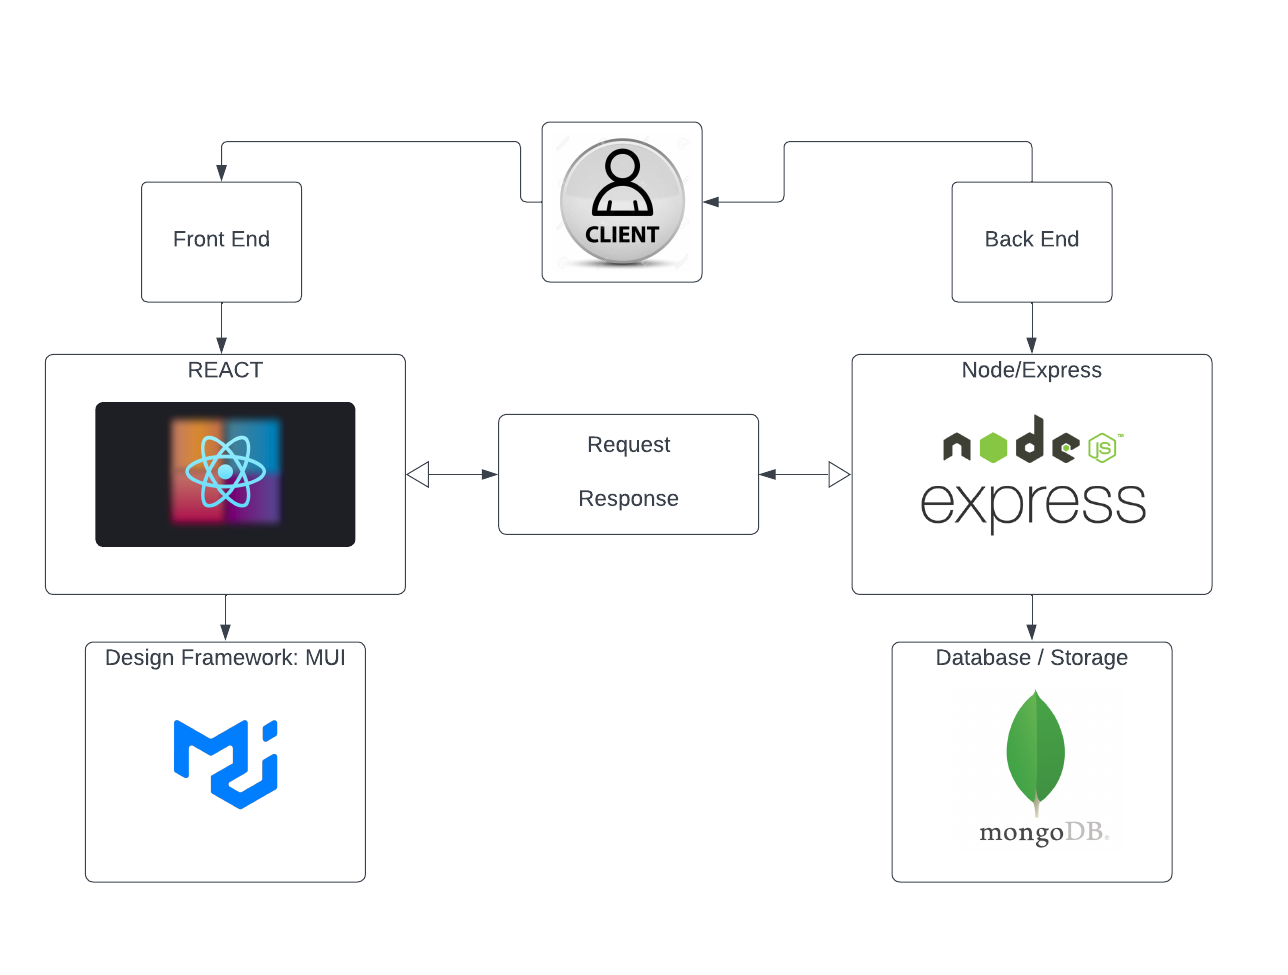 CLIENT
Front End
Back End
REACT
Node/Express
node
JS
™
express
Request
Response
Design Framework: MUI
Database / Storage
mongoDB®